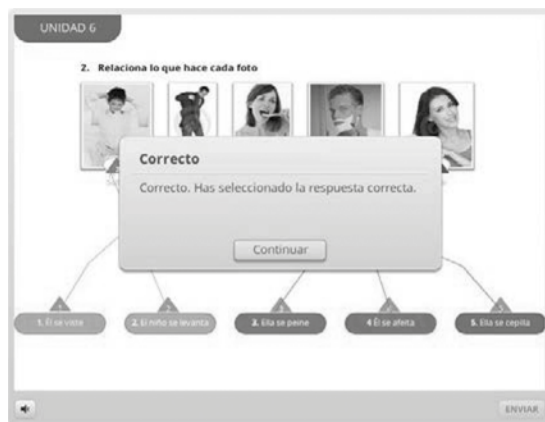 UNIDAD 6
2. Relaciona lo que hace cada foto
Correcto
Correcto. Has seleccionado la respuesta correcta.
Continuar
1. Él se viste
2. El niño se levanta
3. Ella se peine
4 Él se afeita
5. Ella se cepilla
ENVIAR